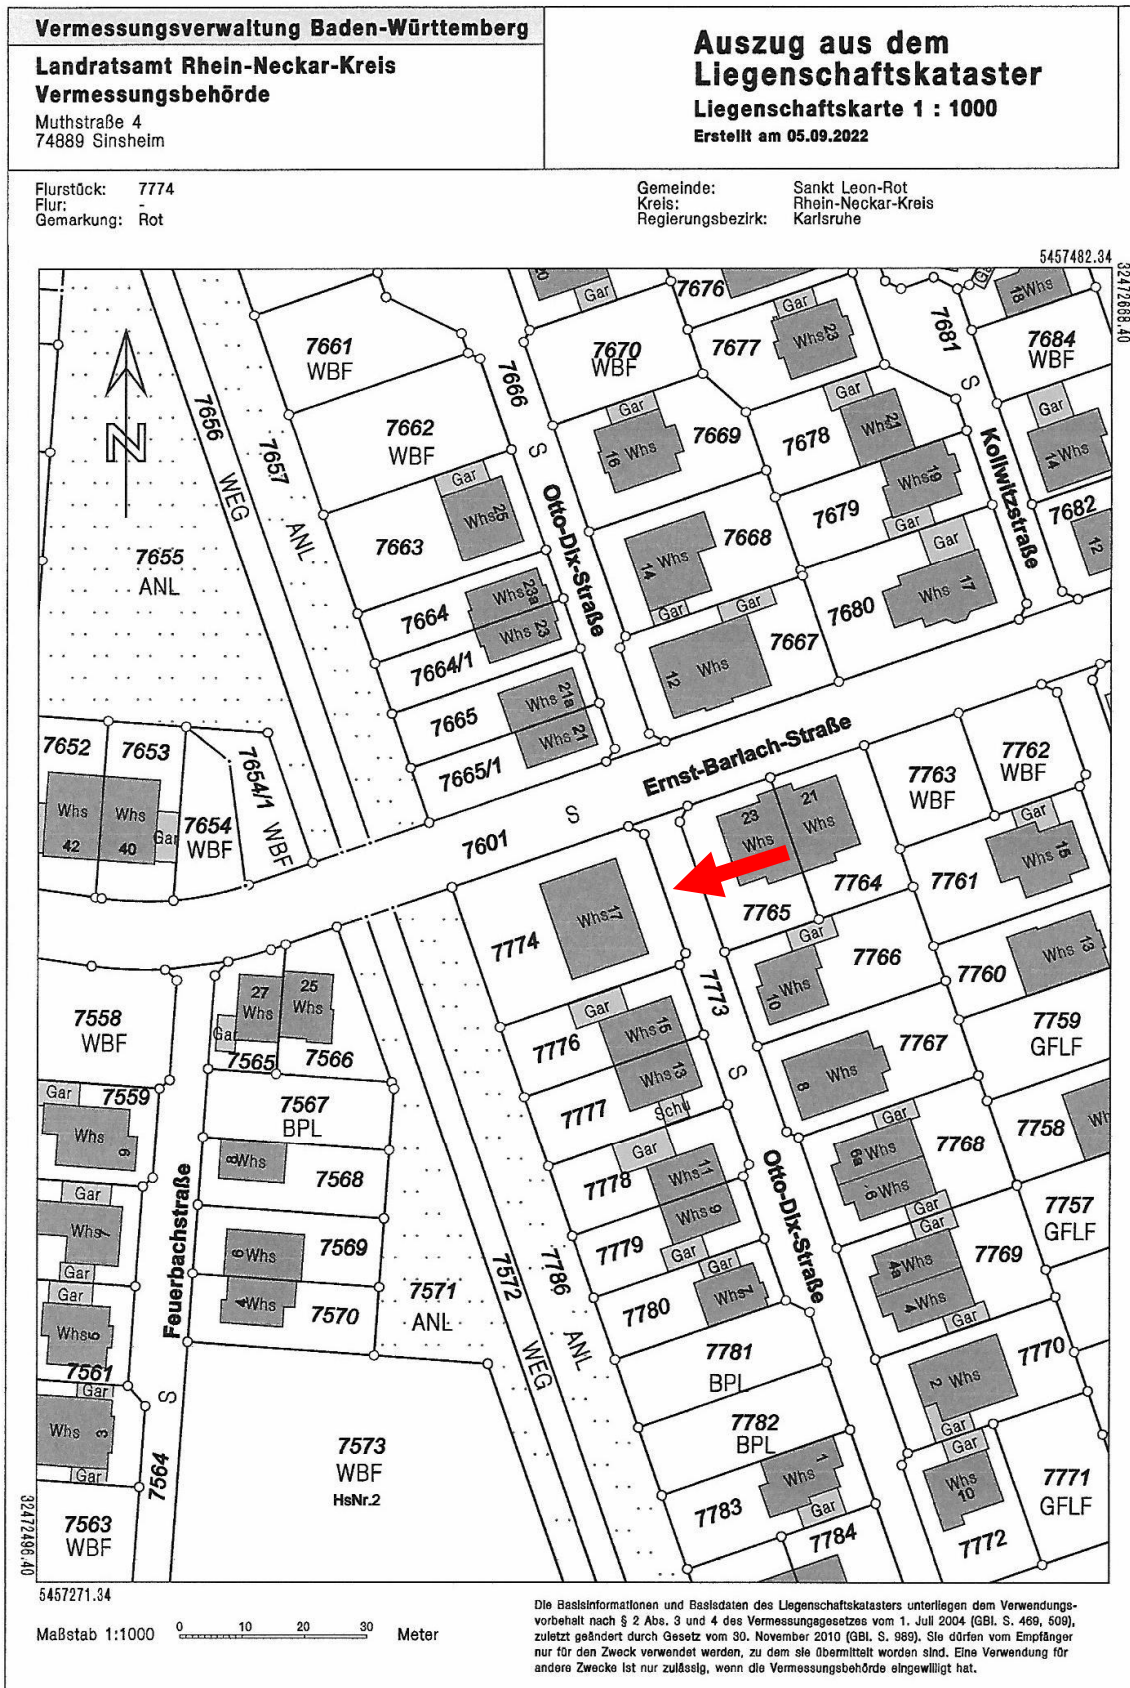 Vermessungsverwaltung Baden-Württemberg
Landratsamt Rhein-Neckar-Kreis
Vermessungsbehörde
Muthstraße 4
74889 Sinsheim
Auszug aus dem
Liegenschaftskataster
Liegenschaftskarte 1 : 1000
Erstellt am 05.09.2022
Flurstück: 7774
Flur: -
Gemarkung: Rot
Gemeinde: Sankt Leon-Rot
Kreis: Rhein-Neckar-Kreis
Regierungsbezirk: Karlsruhe
5457482.34
32472668.40
20
Gar
7676
Gar
Whs 23
7681
Gar
Whs 18
7684
WBF
7661
WBF
7670
WBF
7677
7666
S
7656
WEG
7657
ANL
7662
WBF
Gar
Whs 16
7669
7678
Gar
Whs 21
S
Kollwitzstraße
Gar
Whs 14
N
Gar
Whs 25
7663
S
Otto-Dix-Straße
7679
Whs 19
Gar
7682
12
7655
ANL
Whs 14
7668
Gar
Gar
Whs 17
7680
7664
Whs 23a
Whs 23
7664/1
Gar
Whs 12
7667
7665
Whs 21a
Whs 21
7665/1
7652
7653
7654/1 WBF
Whs 42
Whs 40
Gar
7654
WBF
7601
S
Ernst-Barlach-Straße
7763
WBF
7762
WBF
23
Whs
21
Whs
7764
7765
7761
Gar
Whs 15
7774
Whs 17
7773
S
Gar
Whs 10
7766
7760
Whs 13
7558
WBF
27
Whs
25
Whs
Gar
7565
7566
7776
Gar
Whs 15
7777
Whs 13
Schu
Whs 8
7767
7759
GFLF
7559
Gar
Whs 6
7567
BPL
Whs 8
7568
7778
Gar
Whs 11
7779
Whs 9
Gar
Otto-Dix-Straße
Gar
6a Whs
6 Whs
7768
7758
Wh
Gar
Whs 7
Gar
Feuerbachstraße
Whs 6
7569
Whs 4
7570
7571
ANL
7572
WEG
7786
ANL
7780
Gar
Whs 7
Gar
Gar
4a
4 Whs
7769
Gar
7757
GFLF
Gar
Whs 5
7561
7781
BPL
7782
BPL
2 Whs
Gar
7770
Gar
Whs 3
Gar
S
7564
7573
WBF
HsNr.2
Whs 1
7783
Gar
7784
Gar
Whs
10
7772
7771
GFLF
7563
WBF
32472496.40
5457271.34
Maßstab 1:1000
0 10 20 30 Meter
Die Basisinformationen und Basisdaten des Liegenschaftskatasters unterliegen dem Verwendungs-
vorbehalt nach § 2 Abs. 3 und 4 des Vermessungsgesetzes vom 1. Juli 2004 (GBl. S. 469, 509),
zuletzt geändert durch Gesetz vom 30. November 2010 (GBl. S. 989). Sie dürfen vom Empfänger
nur für den Zweck verwendet werden, zu dem sie übermittelt worden sind. Eine Verwendung für
andere Zwecke ist nur zulässig, wenn die Vermessungsbehörde eingewilligt hat.